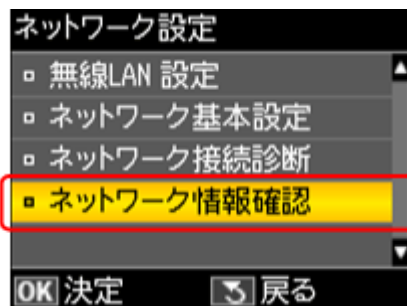 ネットワーク設定
無線LAN 設定
ネットワーク基本設定
ネットワーク接続診断
ネットワーク情報確認
OK 決定 戻る